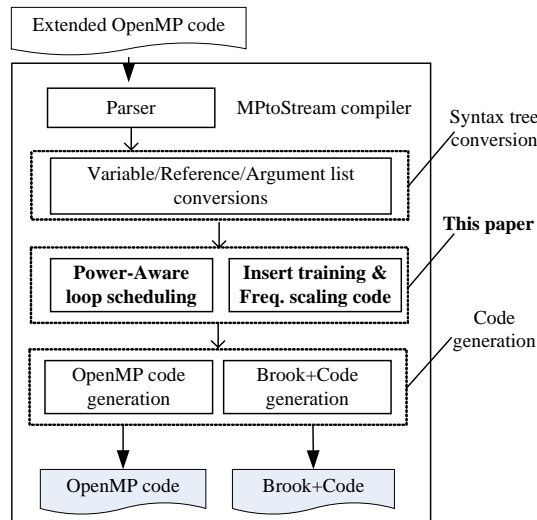 Extended OpenMP code
Parser
MPtoStream compiler
Syntax tree
conversion
Variable/Reference/Argument list
conversions
This paper
Power-Aware
loop scheduling
Insert training &
Freq. scaling code
Code
generation
OpenMP code
generation
Brook+Code
generation
OpenMP code
Brook+Code